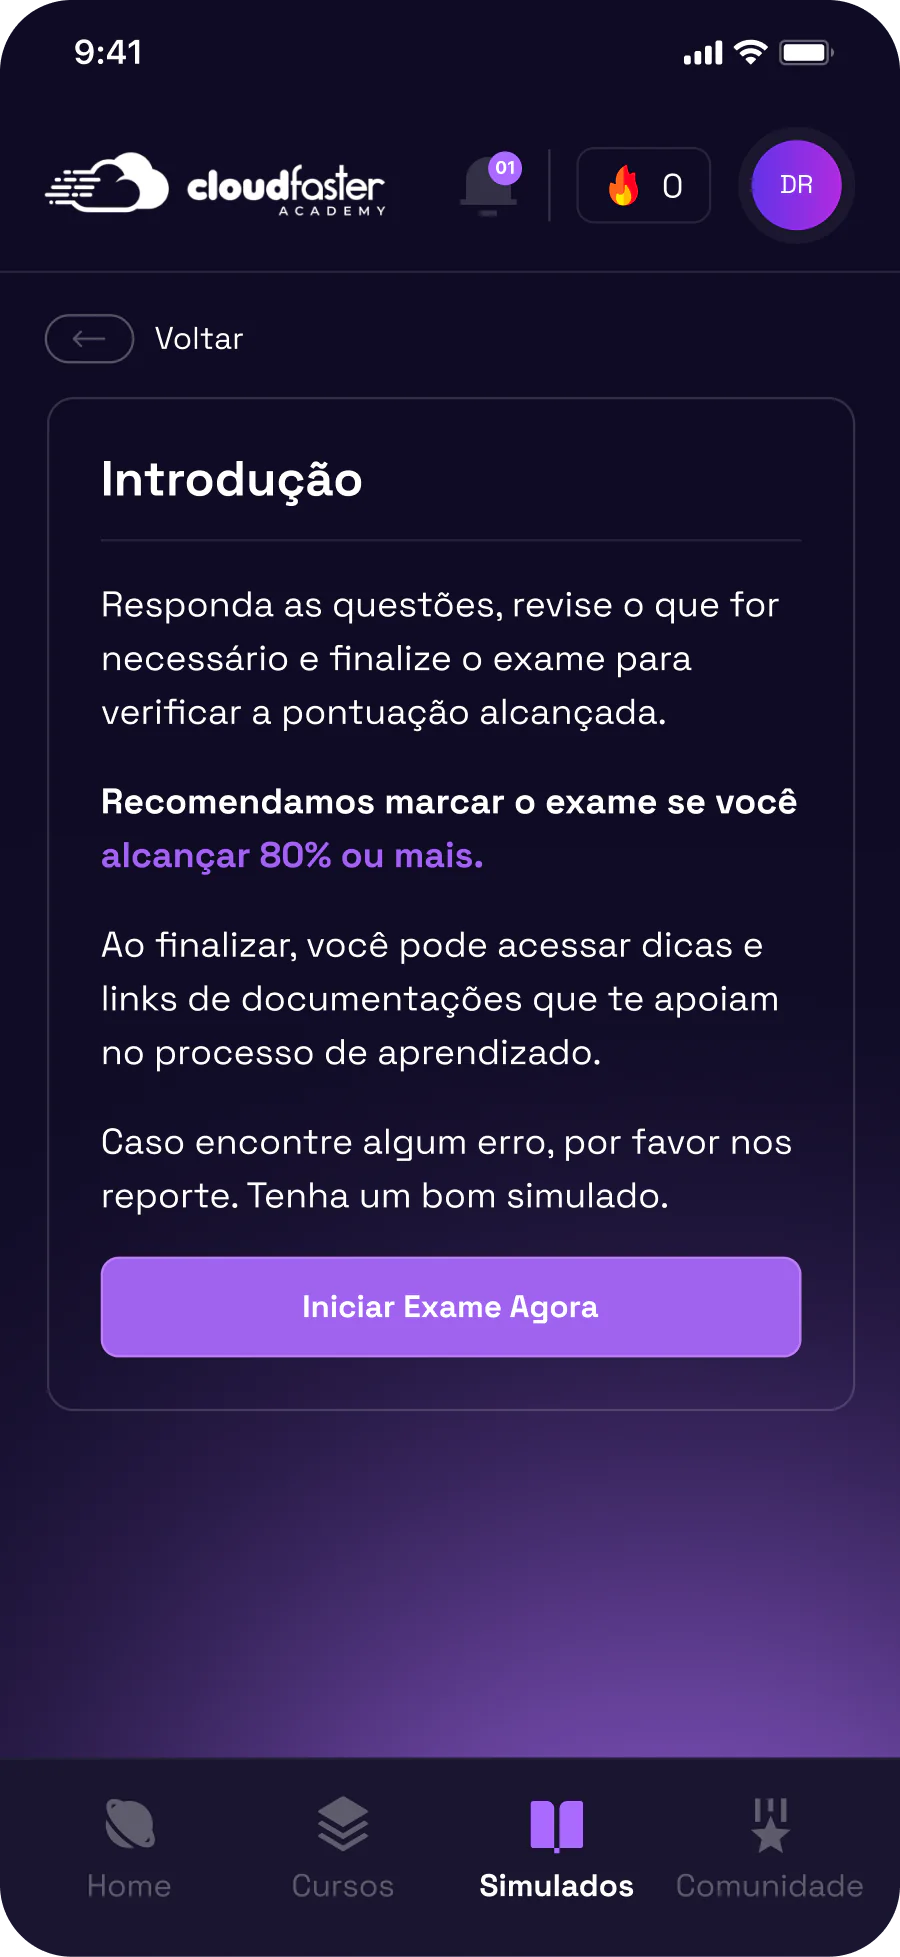 9:41
cloudfaster
ACADEMY
01
0
DR
Voltar
Introdução
Responda as questões, revise o que for
necessário e finalize o exame para
verificar a pontuação alcançada.
Recomendamos marcar o exame se você
alcançar 80% ou mais.
Ao finalizar, você pode acessar dicas e
links de documentações que te apoiam
no processo de aprendizado.
Caso encontre algum erro, por favor nos
reporte. Tenha um bom simulado.
Iniciar Exame Agora
Home
Cursos
Simulados
Comunidade